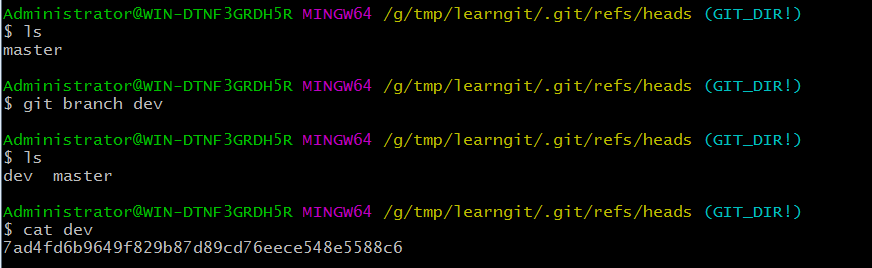 Administrator@WIN-DTNF3GRDH5R MINGW64 /g/tmp/learngit/.git/refs/heads (GIT_DIR!)
$ ls
master
Administrator@WIN-DTNF3GRDH5R MINGW64 /g/tmp/learngit/.git/refs/heads (GIT_DIR!)
$ git branch dev
Administrator@WIN-DTNF3GRDH5R MINGW64 /g/tmp/learngit/.git/refs/heads (GIT_DIR!)
$ ls
dev  master
Administrator@WIN-DTNF3GRDH5R MINGW64 /g/tmp/learngit/.git/refs/heads (GIT_DIR!)
$ cat dev
7ad4fd6b9649f829b87d89cd76eece548e5588c6